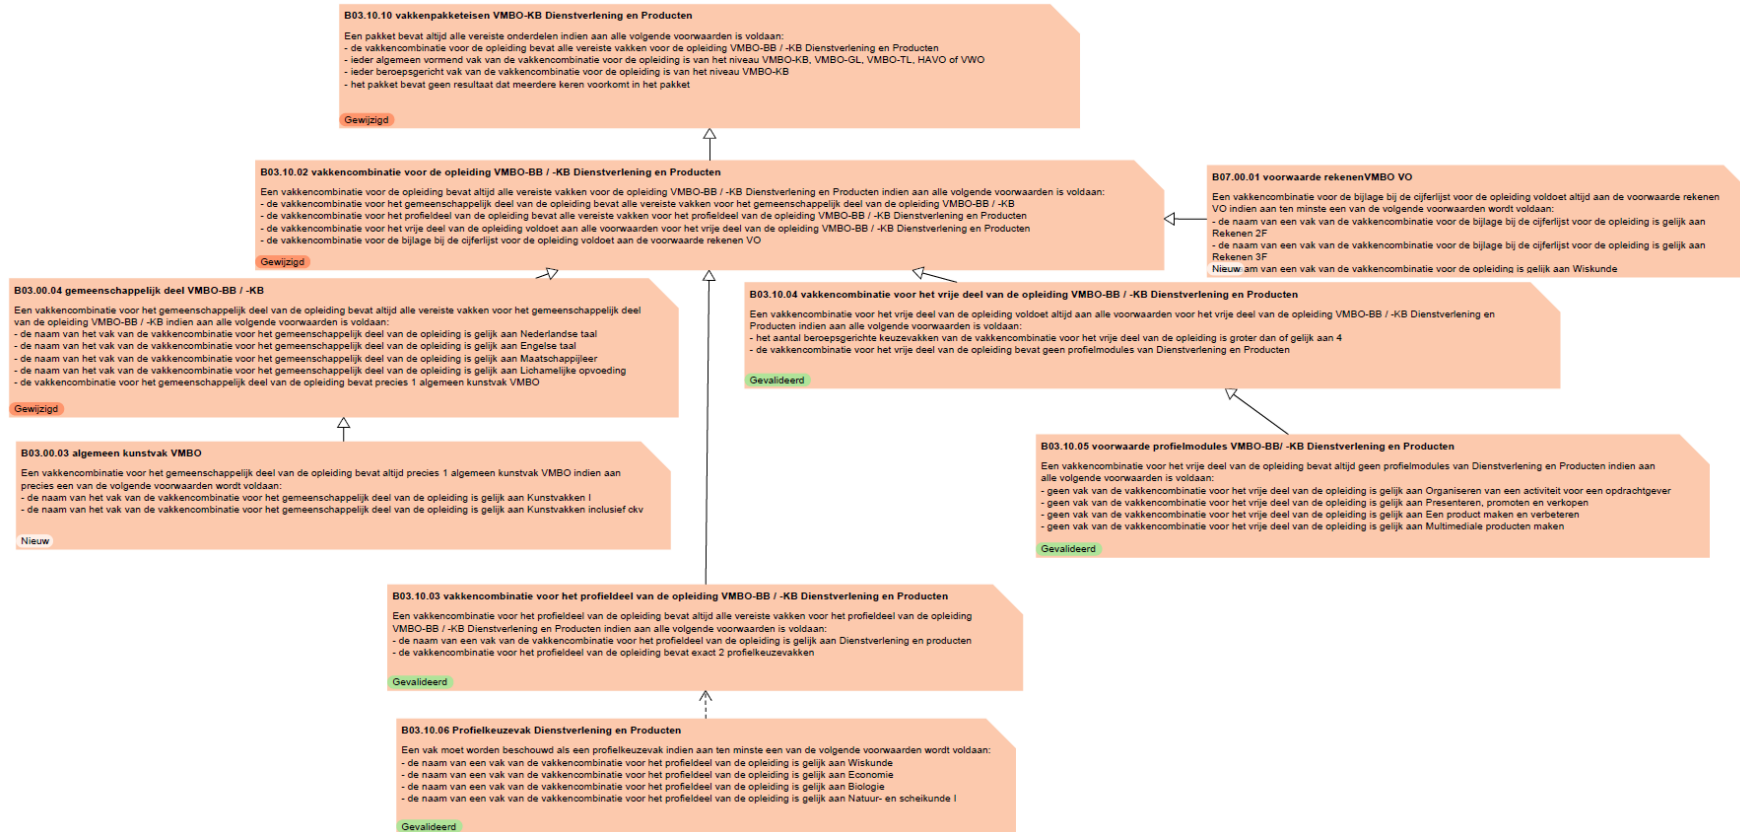 B03.10.10 vakkenpakketeisen VMBO-KB Dienstverlening en Producten
Een pakket bevat altijd alle vereiste onderdelen indien aan alle volgende voorwaarden is voldaan:
- de vakkencombinatie voor de opleiding bevat alle vereiste vakken voor de opleiding VMBO-BB / -KB Dienstverlening en Producten
- ieder algemeen vormend vak van de vakkencombinatie voor de opleiding is van het niveau VMBO-KB, VMBO-GL, VMBO-TL, HAVO of VWO
- ieder beroepsgericht vak van de vakkencombinatie voor de opleiding is van het niveau VMBO-KB
- het pakket bevat geen resultaat dat meerdere keren voorkomt in het pakket
Gewijzigd
B03.10.02 vakkencombinatie voor de opleiding VMBO-BB / -KB Dienstverlening en Producten
Een vakkencombinatie voor de opleiding bevat altijd alle vereiste vakken voor de opleiding VMBO-BB / -KB Dienstverlening en Producten indien aan alle volgende voorwaarden is voldaan:
- de vakkencombinatie voor het gemeenschappelijk deel van de opleiding bevat alle vereiste vakken voor het gemeenschappelijk deel van de opleiding VMBO-BB / -KB
- de vakkencombinatie voor het profieldeel van de opleiding bevat alle vereiste vakken voor het profieldeel van de opleiding VMBO-BB / -KB Dienstverlening en Producten
- de vakkencombinatie voor het vrije deel van de opleiding voldoet aan alle voorwaarden voor het vrije deel van de opleiding VMBO-BB / -KB Dienstverlening en Producten
- de vakkencombinatie voor de bijlage bij de cijferlijst voor de opleiding voldoet aan de voorwaarde rekenen VO
Gewijzigd
B07.00.01 voorwaarde rekenenVMBO VO
Een vakkencombinatie voor de bijlage bij de cijferlijst voor de opleiding voldoet altijd aan de voorwaarde rekenen
VO indien aan ten minste een van de volgende voorwaarden wordt voldaan:
- de naam van een vak van de vakkencombinatie voor de bijlage bij de cijferlijst voor de opleiding is gelijk aan
Rekenen 2F
- de naam van een vak van de vakkencombinatie voor de bijlage bij de cijferlijst voor de opleiding is gelijk aan
Rekenen 3F
Nieuw am van een vak van de vakkencombinatie voor de opleiding is gelijk aan Wiskunde
B03.00.04 gemeenschappelijk deel VMBO-BB / -KB
Een vakkencombinatie voor het gemeenschappelijk deel van de opleiding bevat altijd alle vereiste vakken voor het gemeenschappelijk deel
van de opleiding VMBO-BB / -KB indien aan alle volgende voorwaarden is voldaan:
- de naam van het vak van de vakkencombinatie voor het gemeenschappelijk deel van de opleiding is gelijk aan Nederlandse taal
- de naam van het vak van de vakkencombinatie voor het gemeenschappelijk deel van de opleiding is gelijk aan Engelse taal
- de naam van het vak van de vakkencombinatie voor het gemeenschappelijk deel van de opleiding is gelijk aan Maatschappijleer
- de naam van het vak van de vakkencombinatie voor het gemeenschappelijk deel van de opleiding is gelijk aan Lichamelijke opvoeding
- de vakkencombinatie voor het gemeenschappelijk deel van de opleiding bevat precies 1 algemeen kunstvak VMBO
Gewijzigd
B03.10.04 vakkencombinatie voor het vrije deel van de opleiding VMBO-BB / -KB Dienstverlening en Producten
Een vakkencombinatie voor het vrije deel van de opleiding voldoet altijd aan alle voorwaarden voor het vrije deel van de opleiding VMBO-BB / -KB Dienstverlening en
Producten indien aan alle volgende voorwaarden is voldaan:
- het aantal beroepsgerichte keuzevakken van de vakkencombinatie voor het vrije deel van de opleiding is groter dan of gelijk aan 4
- de vakkencombinatie voor het vrije deel van de opleiding bevat geen profielmodules van Dienstverlening en Producten
Gevalideerd
B03.00.03 algemeen kunstvak VMBO
Een vakkencombinatie voor het gemeenschappelijk deel van de opleiding bevat altijd precies 1 algemeen kunstvak VMBO indien aan
precies een van de volgende voorwaarden wordt voldaan:
- de naam van het vak van de vakkencombinatie voor het gemeenschappelijk deel van de opleiding is gelijk aan Kunstvakken I
- de naam van het vak van de vakkencombinatie voor het gemeenschappelijk deel van de opleiding is gelijk aan Kunstvakken inclusief ckv
Nieuw
B03.10.05 voorwaarde profielmodules VMBO-BB/ -KB Dienstverlening en Producten
Een vakkencombinatie voor het vrije deel van de opleiding bevat altijd geen profielmodules van Dienstverlening en Producten indien aan
alle volgende voorwaarden is voldaan:
- geen vak van de vakkencombinatie voor het vrije deel van de opleiding is gelijk aan Organiseren van een activiteit voor een opdrachtgever
- geen vak van de vakkencombinatie voor het vrije deel van de opleiding is gelijk aan Presenteren, promoten en verkopen
- geen vak van de vakkencombinatie voor het vrije deel van de opleiding is gelijk aan Een product maken en verbeteren
- geen vak van de vakkencombinatie voor het vrije deel van de opleiding is gelijk aan Multimediale producten maken
Gevalideerd
B03.10.03 vakkencombinatie voor het profieldeel van de opleiding VMBO-BB / -KB Dienstverlening en Producten
Een vakkencombinatie voor het profieldeel van de opleiding bevat altijd alle vereiste vakken voor het profieldeel van de opleiding
VMBO-BB / -KB Dienstverlening en Producten indien aan alle volgende voorwaarden is voldaan:
- de naam van een vak van de vakkencombinatie voor het profieldeel van de opleiding is gelijk aan Dienstverlening en producten
- de vakkencombinatie voor het profieldeel van de opleiding bevat exact 2 profielkeuzevakken
Gevalideerd
B03.10.06 Profielkeuzevak Dienstverlening en Producten
Een vak moet worden beschouwd als een profielkeuzevak indien aan ten minste een van de volgende voorwaarden wordt voldaan:
- de naam van een vak van de vakkencombinatie voor het profieldeel van de opleiding is gelijk aan Wiskunde
- de naam van een vak van de vakkencombinatie voor het profieldeel van de opleiding is gelijk aan Economie
- de naam van een vak van de vakkencombinatie voor het profieldeel van de opleiding is gelijk aan Biologie
- de naam van een vak van de vakkencombinatie voor het profieldeel van de opleiding is gelijk aan Natuur- en scheikunde I
Gevalideerd